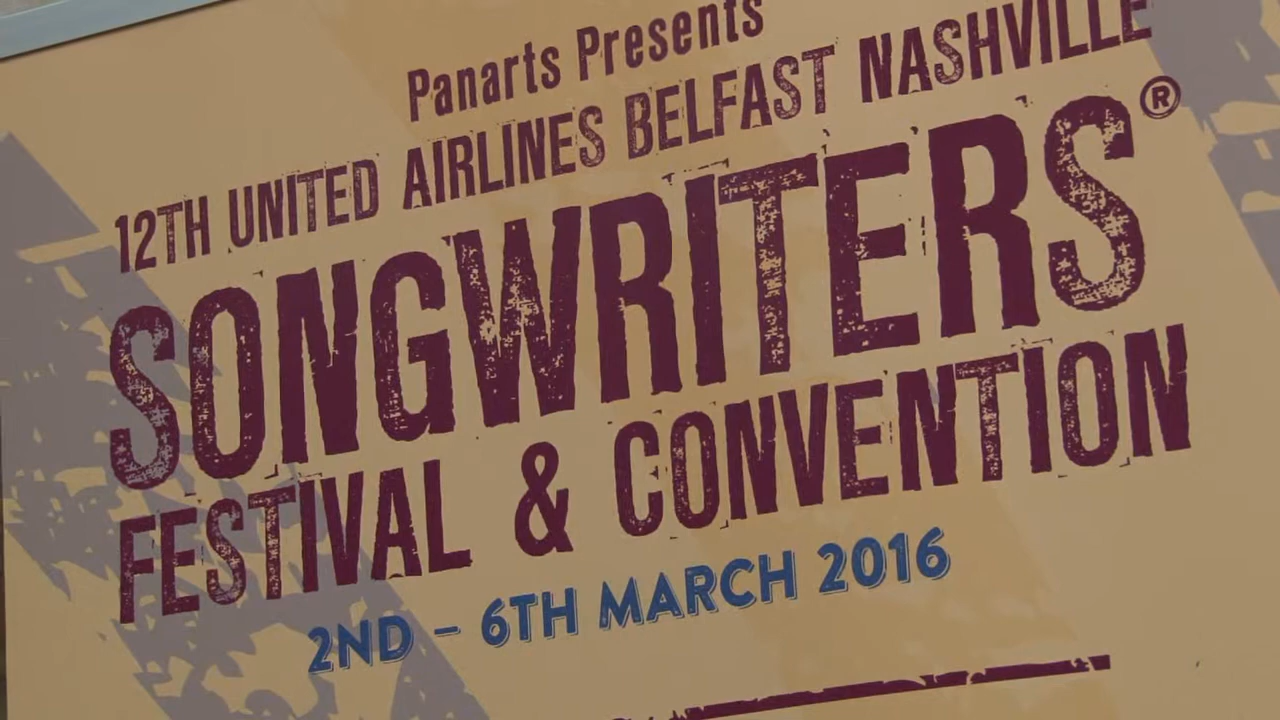 Panarts Presents
12TH UNITED AIRLINES BELFAST NASHVILLE
SONGWRITERS®
FESTIVAL & CONVENTION
2ND – 6TH MARCH 2016